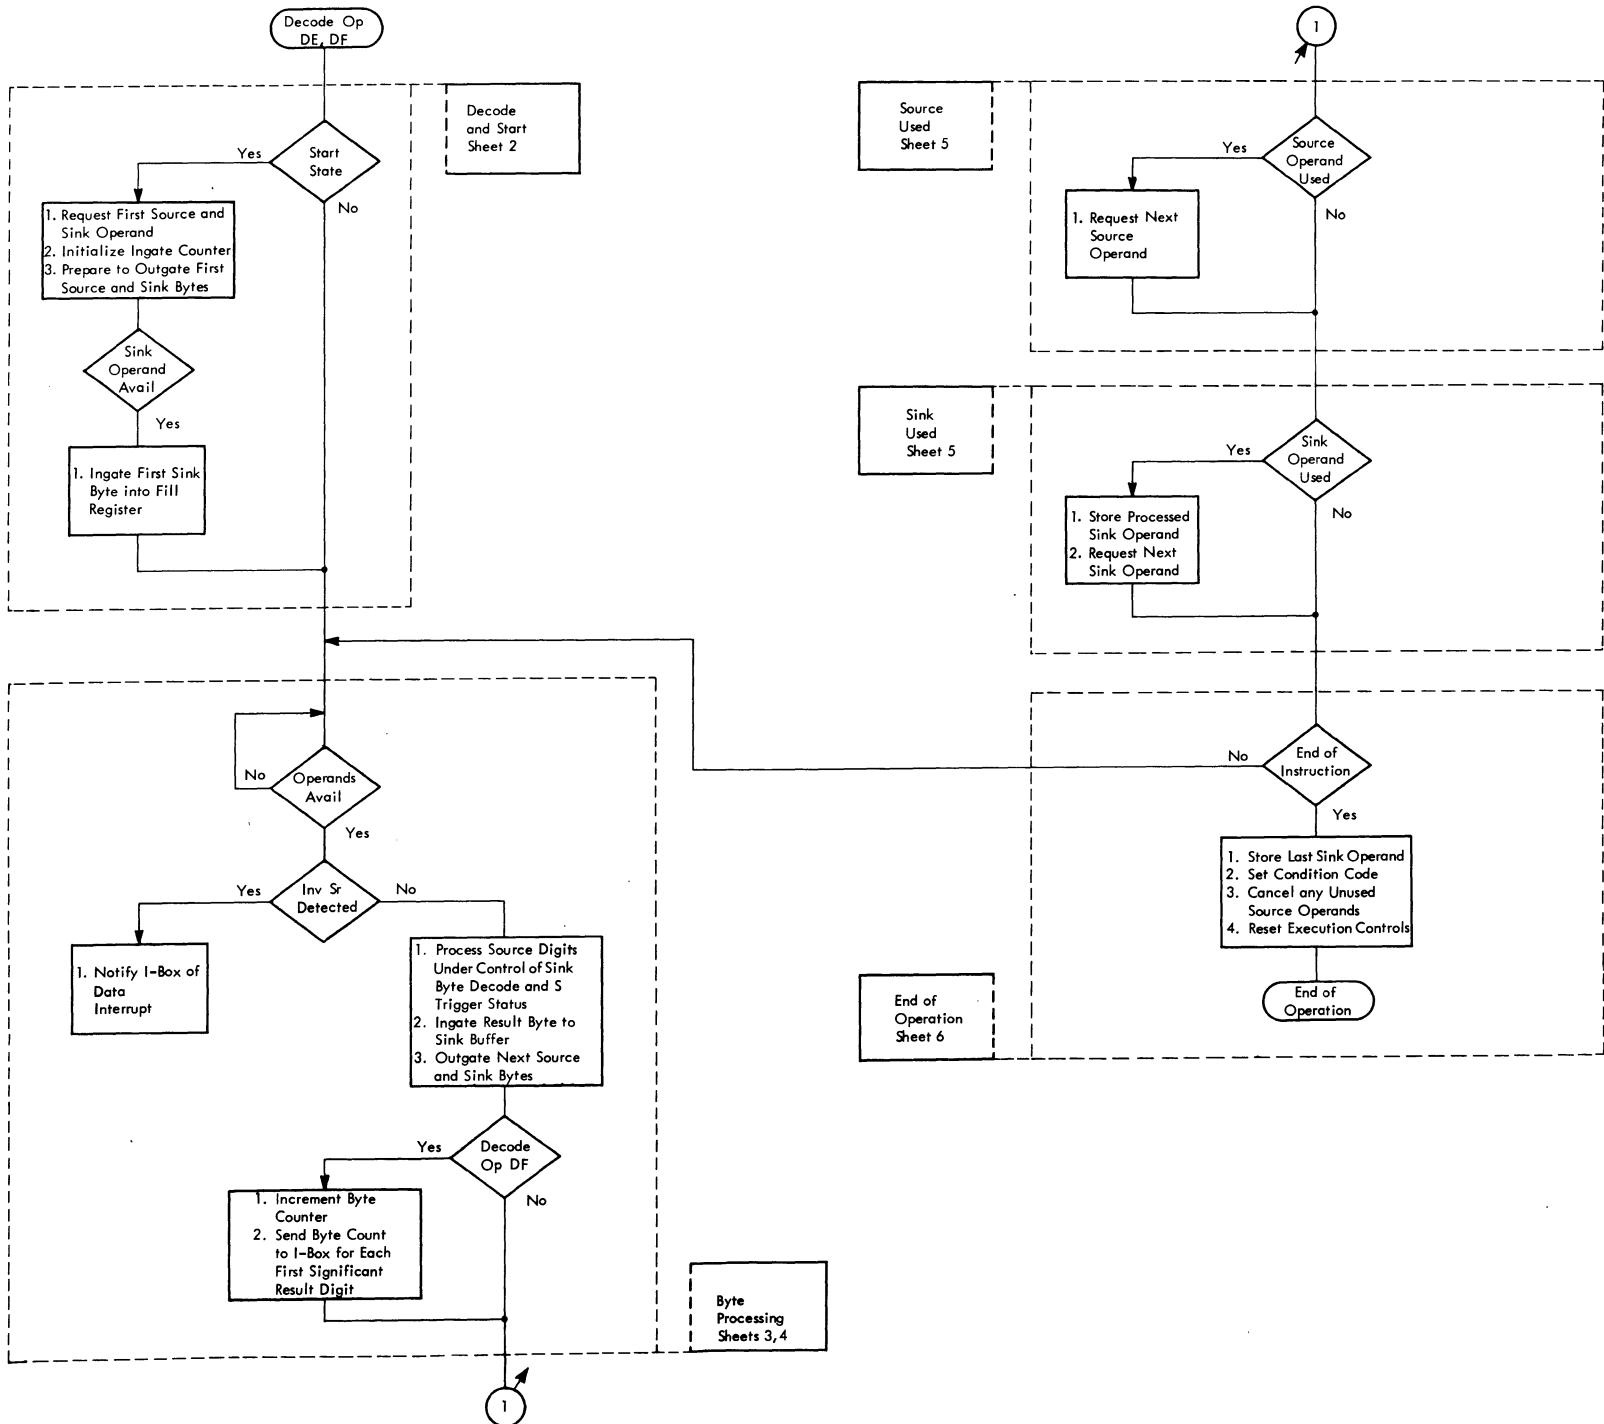 Decode Op
DE, DF
Decode
and Start
Sheet 2
Start
State
Yes
No
1. Request First Source and
Sink Operand
2. Initialize Ingate Counter
3. Prepare to Outgate First
Source and Sink Bytes
Sink
Operand
Avail
Yes
1. Ingate First Sink
Byte into Fill
Register
Operands
Avail
No
Yes
Inv Sr
Detected
Yes
No
1. Notify I-Box of
Data
Interrupt
1. Process Source Digits
Under Control of Sink
Byte Decode and S
Trigger Status
2. Ingate Result Byte to
Sink Buffer
3. Outgate Next Source
and Sink Bytes
Decode
Op DF
Yes
No
1. Increment Byte
Counter
2. Send Byte Count
to I-Box for Each
First Significant
Result Digit
Byte
Processing
Sheets 3,4
1
1
Source
Used
Sheet 5
Source
Operand
Used
Yes
No
1. Request Next
Source
Operand
Sink
Used
Sheet 5
Sink
Operand
Used
Yes
No
1. Store Processed
Sink Operand
2. Request Next
Sink Operand
End of
Instruction
No
Yes
1. Store Last Sink Operand
2. Set Condition Code
3. Cancel any Unused
Source Operands
4. Reset Execution Controls
End of
Operation
Sheet 6
End of
Operation